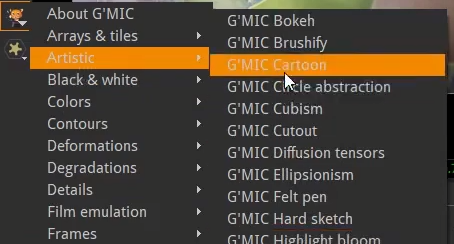 About G'MIC
Arrays & tiles
Artistic
Black & white
Colors
Contours
Deformations
Degradations
Details
Film emulation
Frames
G'MIC Bokeh
G'MIC Brushify
G'MIC Cartoon
G'MIC Circle abstraction
G'MIC Cubism
G'MIC Cutout
G'MIC Diffusion tensors
G'MIC Ellipsionism
G'MIC Felt pen
G'MIC Hard sketch
G'MIC Highlight bloom